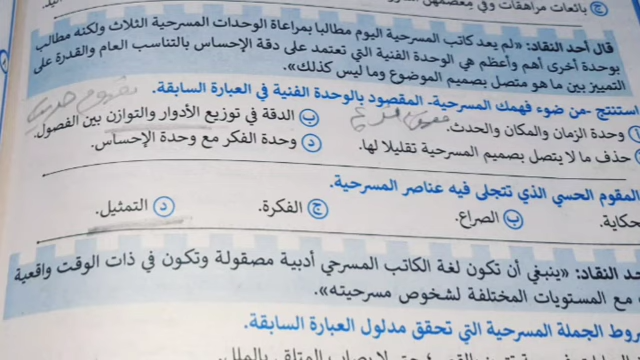 ج بائعات مراهقات وفي معظمهن
قال أحد النقاد: «لم يعد كاتب المسرحية اليوم مطالبا بمراعاة الوحدات المسرحية الثلاث ولكنه مطالب
بوحدة أخرى أهم وأعظم هي الوحدة الفنية التي تعتمد على دقة الإحساس بالتناسب العام والقدرة على
التمييز بين ما هو متصل بصميم الموضوع وما ليس كذلك».
استنتج -من ضوء فهمك المسرحية- المقصود بالوحدة الفنية في العبارة السابقة.
وحدة الزمان والمكان والحدث. ب الدقة في توزيع الأدوار والتوازن بين الفصول.
حذف ما لا يتصل بصميم المسرحية تقليلا لها. د وحدة الفكر مع وحدة الإحساس.
المقوم الحسي الذي تتجلى فيه عناصر المسرحية.
حكاية. ب الصراع. ج الفكرة. د التمثيل.
حد النقاد: «ينبغي أن تكون لغة الكاتب المسرحي أدبية مصقولة وتكون في ذات الوقت واقعية
مع المستويات المختلفة لشخوص مسرحيته».
روط الجملة المسرحية التي تحقق مدلول العبارة السابقة.